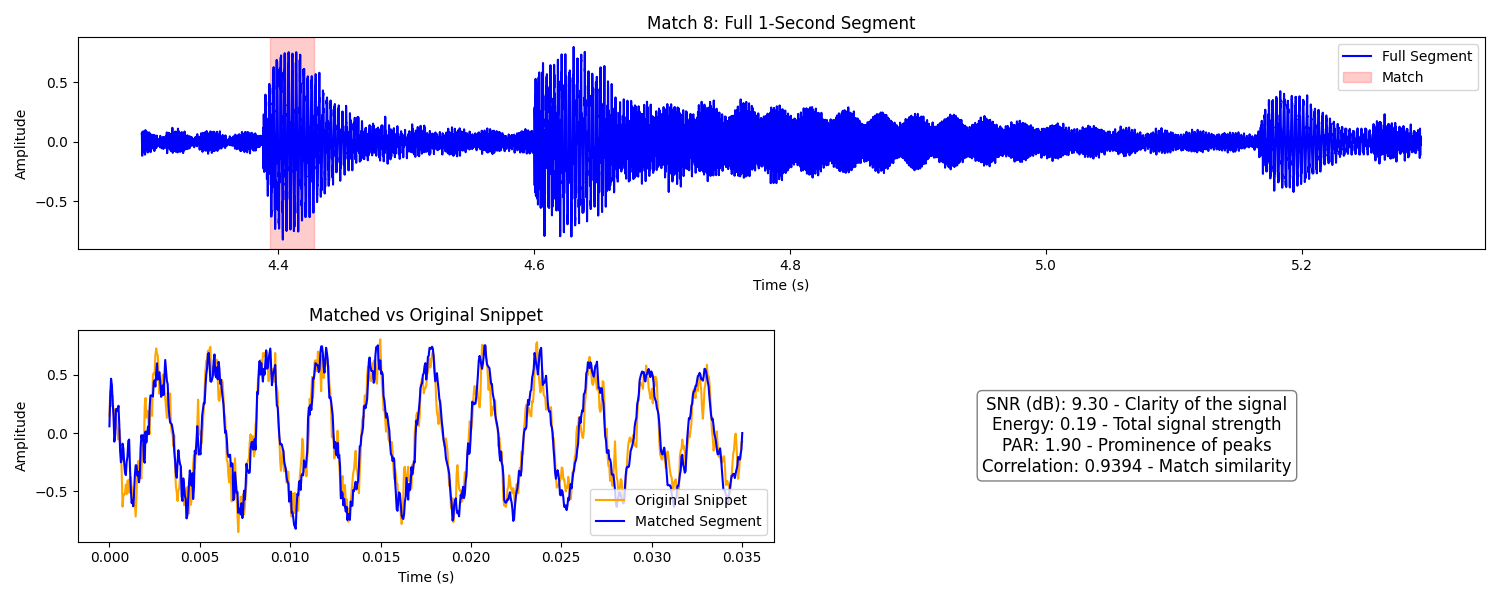 Match 8: Full 1-Second Segment
Amplitude
0.5
0.0
−0.5
Full Segment
Match
4.4
4.6
4.8
5.0
5.2
Time (s)
Matched vs Original Snippet
Amplitude
0.5
0.0
−0.5
Original Snippet
Matched Segment
0.000
0.005
0.010
0.015
0.020
0.025
0.030
0.035
Time (s)
SNR (dB): 9.30 - Clarity of the signal
Energy: 0.19 - Total signal strength
PAR: 1.90 - Prominence of peaks
Correlation: 0.9394 - Match similarity